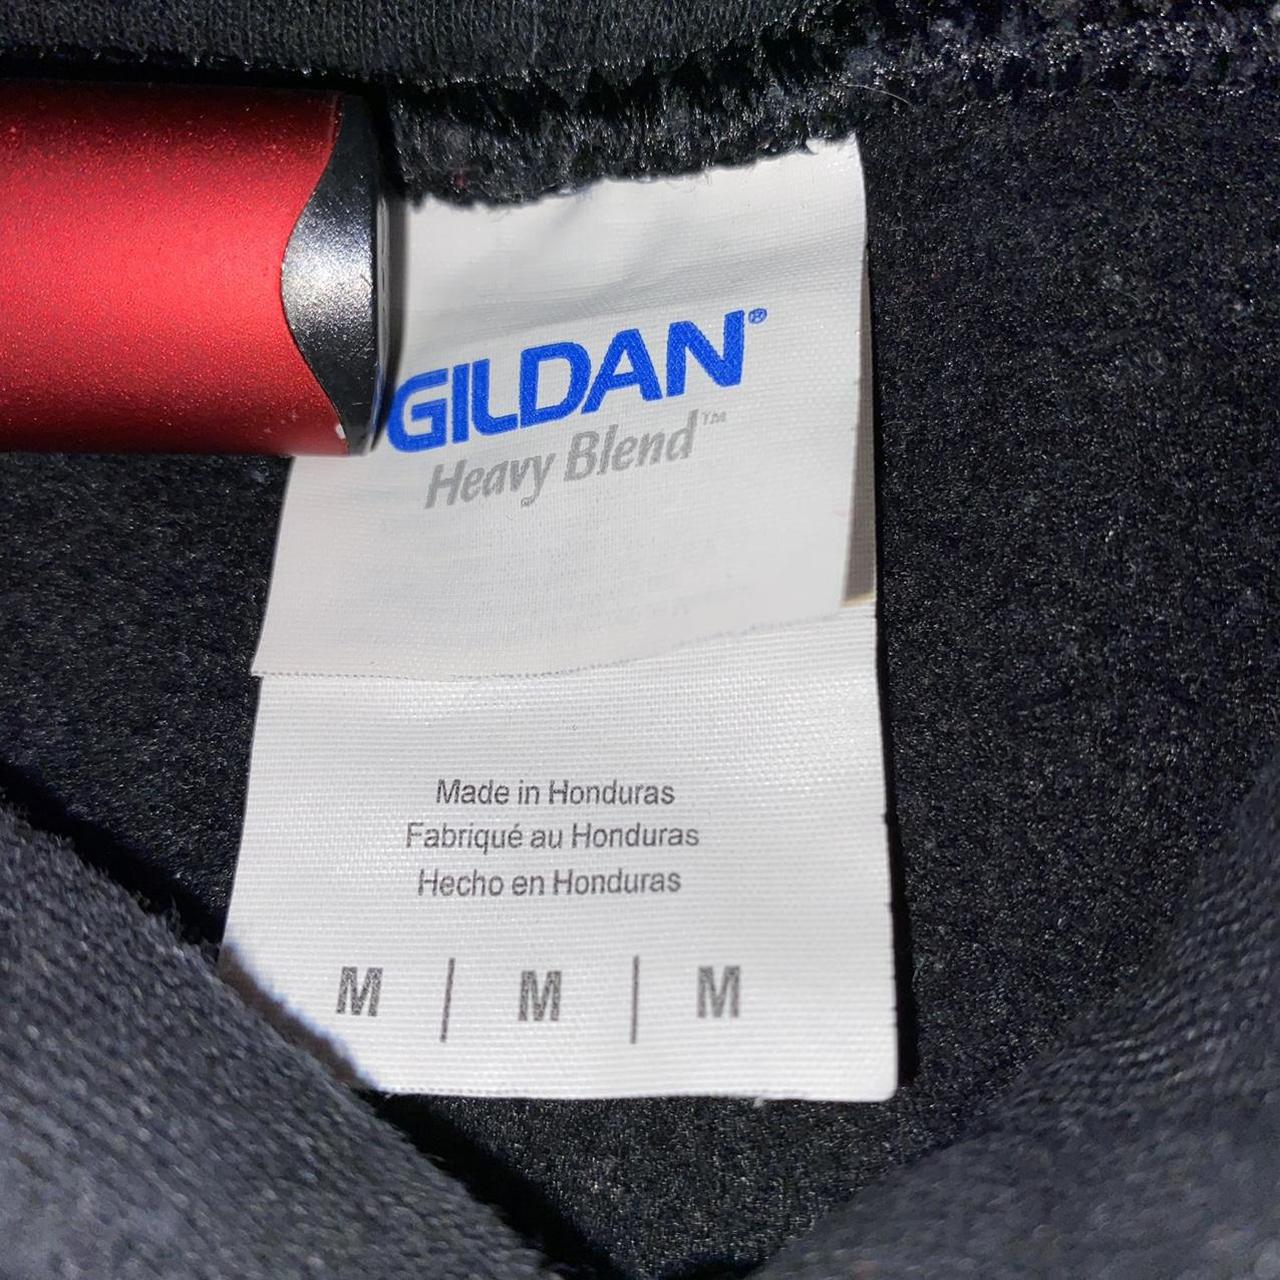 GILDAN®
Heavy Blend™
Made in Honduras
Fabriqué au Honduras
Hecho en Honduras
M | M | M